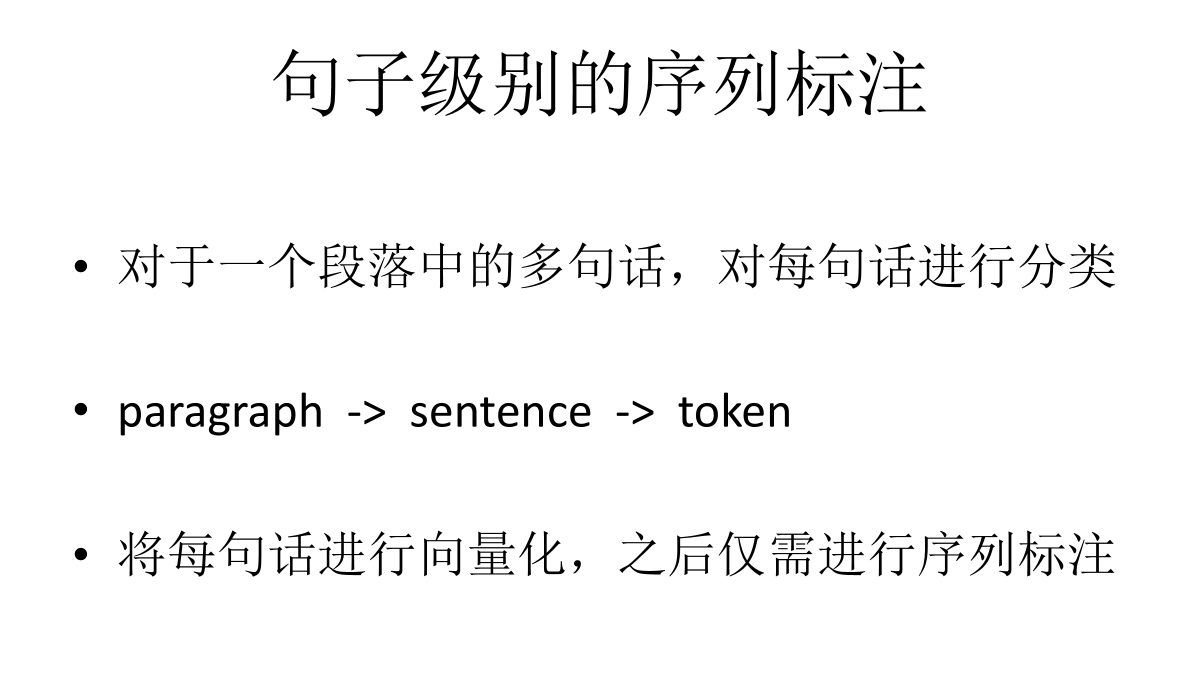 句子级别的序列标注
• 对于一个段落中的多句话，对每句话进行分类
• paragraph -> sentence -> token
• 将每句话进行向量化，之后仅需进行序列标注